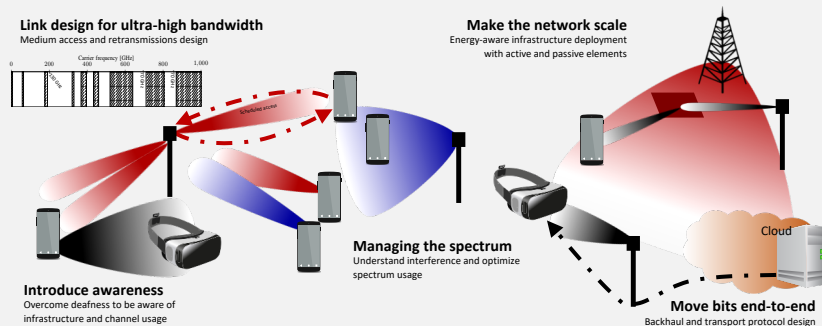 Link design for ultra-high bandwidth
Medium access and retransmissions design
Carrier frequency [GHz]
0 200 400 600 800 1,000
Scheduling access
Introduce awareness
Overcome deafness to be aware of
infrastructure and channel usage
Managing the spectrum
Understand interference and optimize
spectrum usage
Make the network scale
Energy-aware infrastructure deployment
with active and passive elements
Cloud
Move bits end-to-end
Backhaul and transport protocol design